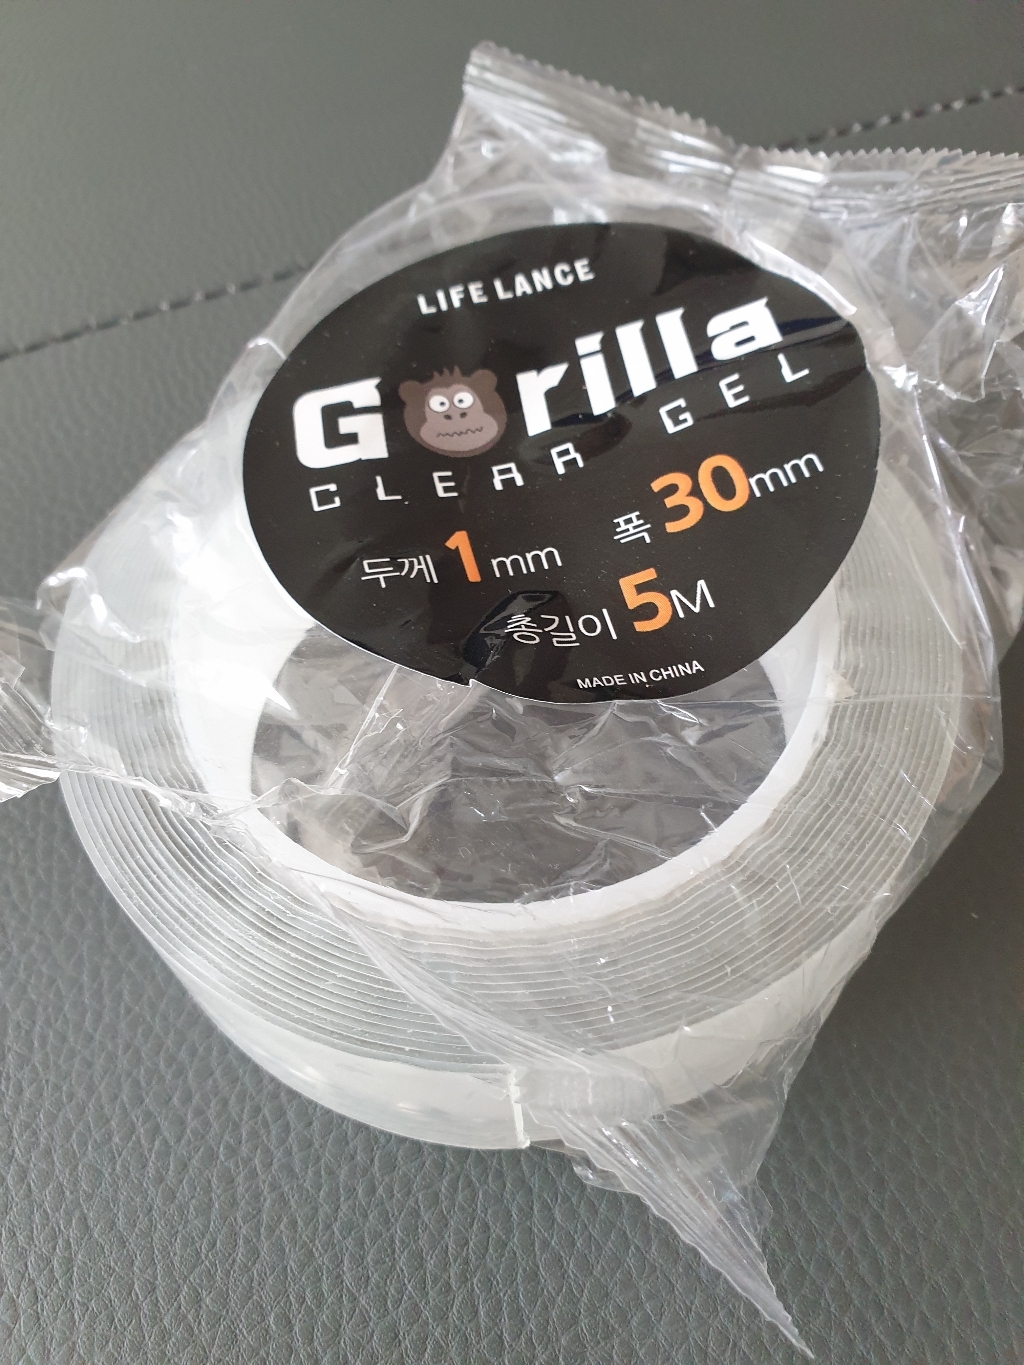 LIFE LANCE
Gorilla
CLEAR GEL
두께 1mm 폭 30mm
총길이 5M
MADE IN CHINA